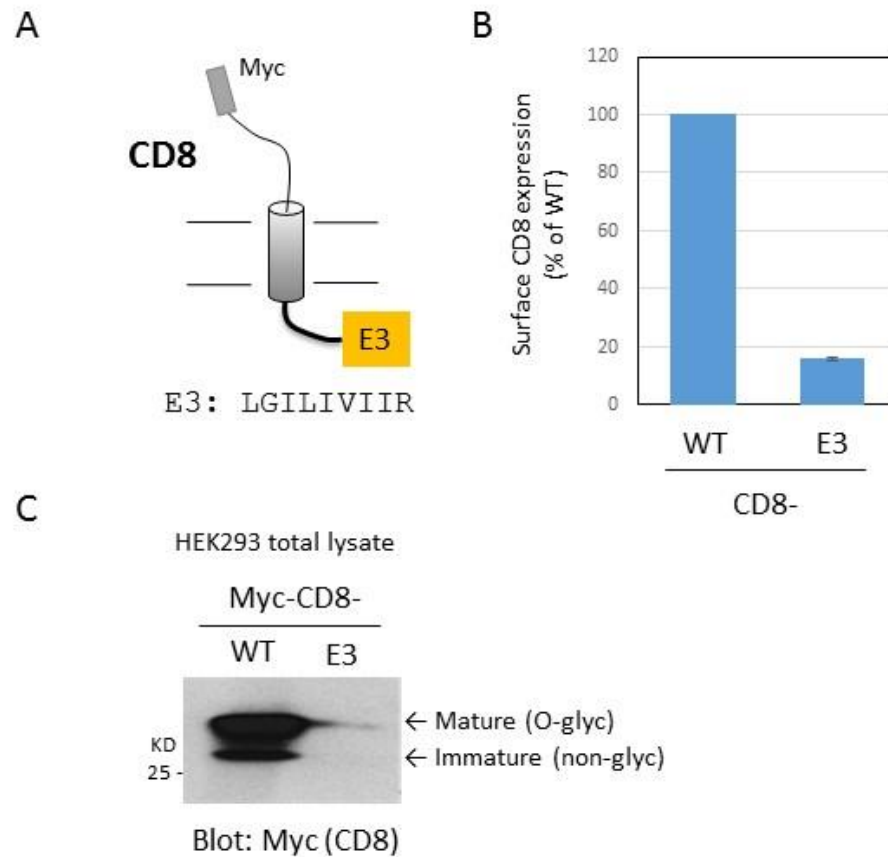 A
Myc
CD8
E3
E3: LGILIVIIR
B
Surface CD8 expression
(% of WT)
120
100
80
60
40
20
0
WT E3
CD8-
C
HEK293 total lysate
Myc-CD8-
WT E3
KD
25 -
← Mature (O-glyc)
← Immature (non-glyc)
Blot: Myc (CD8)